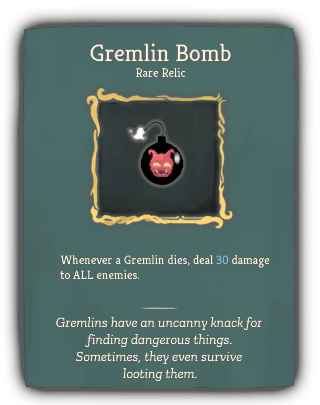 Gremlin Bomb
Rare Relic
Whenever a Gremlin dies, deal 30 damage
to ALL enemies.
Gremlins have an uncanny knack for
finding dangerous things.
Sometimes, they even survive
looting them.